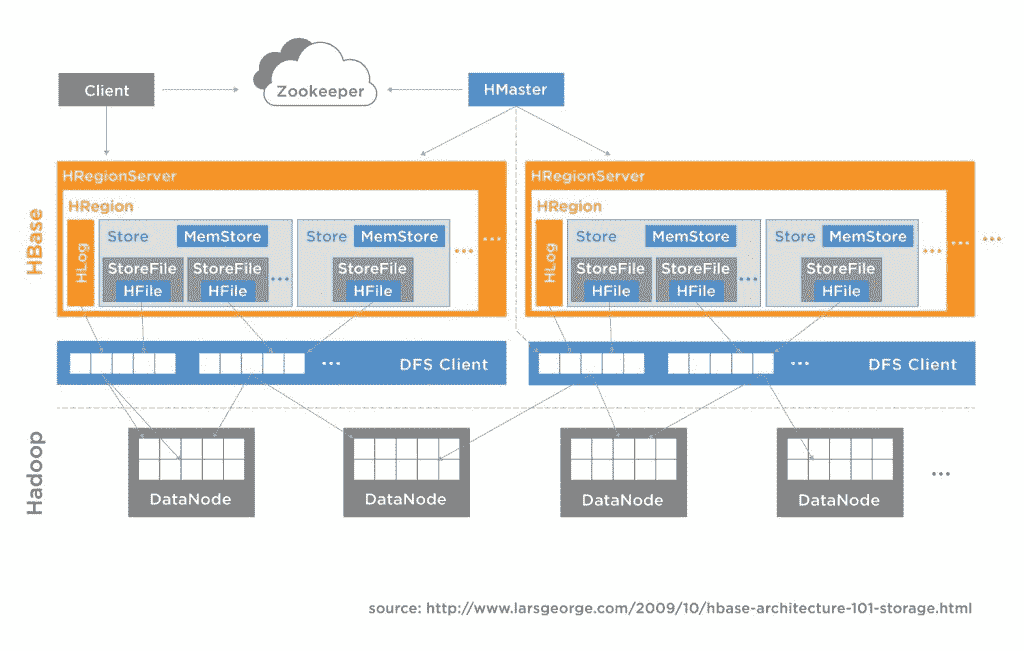 Client
Zookeeper
HMaster
HBase
HRegionServer
HRegion
HLog
Store
MemStore
StoreFile
HFile
StoreFile
HFile
...
Store
MemStore
StoreFile
HFile
...
...
HRegionServer
HRegion
HLog
Store
MemStore
StoreFile
HFile
StoreFile
HFile
...
Store
MemStore
StoreFile
HFile
...
...
...
... DFS Client
... DFS Client
Hadoop
DataNode
DataNode
DataNode
DataNode
...
source: http://www.larsgeorge.com/2009/10/hbase-architecture-101-storage.html